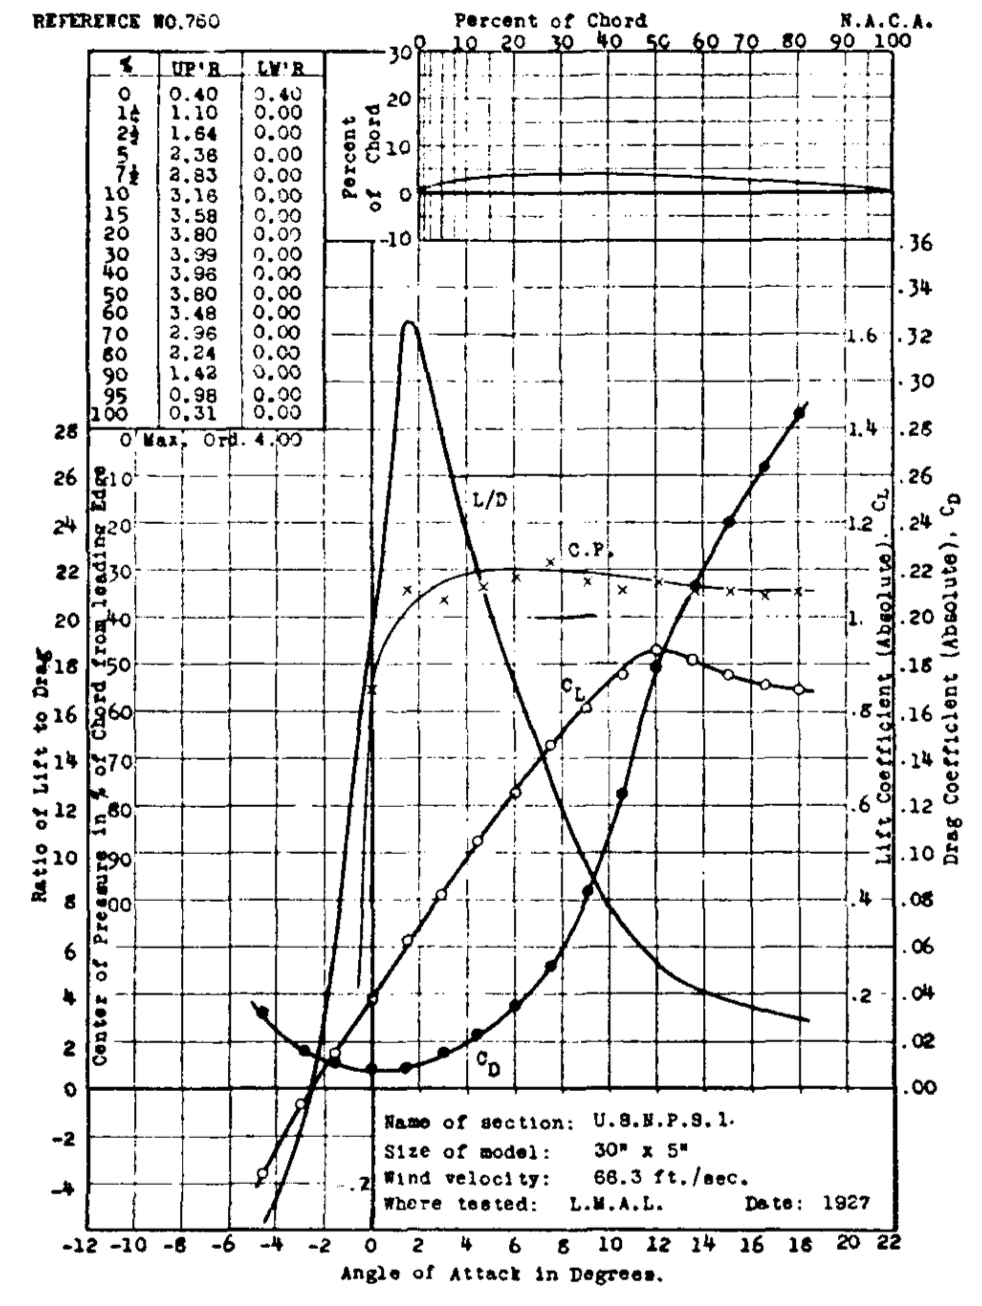 REFERENCE NO.760
Percent of Chord
N.A.C.A.
0 10 20 30 40 50 60 70 80 90 100
% UP'R LW'R
0 0.40 0.40
1¼ 1.10 0.00
2½ 1.64 0.00
5 2.36 0.00
7½ 2.83 0.00
10 3.16 0.00
15 3.58 0.00
20 3.80 0.00
30 3.99 0.00
40 3.96 0.00
50 3.80 0.00
60 3.48 0.00
70 2.96 0.00
80 2.24 0.00
90 1.42 0.00
95 0.98 0.00
100 0.31 0.00
Max. Ord. 4.00
Percent
of Chord
30
20
10
0
-10
Ratio of Lift to Drag
28
26
24
22
20
18
16
14
12
10
8
6
4
2
0
-2
-4
Center of Pressure in % of Chord from leading Edge
0
10
20
30
40
50
60
70
80
90
100
L/D
C.P.
CL
CD
Lift Coefficient (Absolute). CL
1.6
1.4
1.2
1.
.8
.6
.4
.2
.2
Drag Coefficient (Absolute), CD
.36
.34
.32
.30
.28
.26
.24
.22
.20
.18
.16
.14
.12
.10
.08
.06
.04
.02
.00
Name of section: U.S.N.P.S.1.
Size of model: 30" x 5"
Wind velocity: 66.3 ft./sec.
Where tested: L.M.A.L. Date: 1927
-12 -10 -8 -6 -4 -2 0 2 4 6 8 10 12 14 16 18 20 22
Angle of Attack in Degrees.